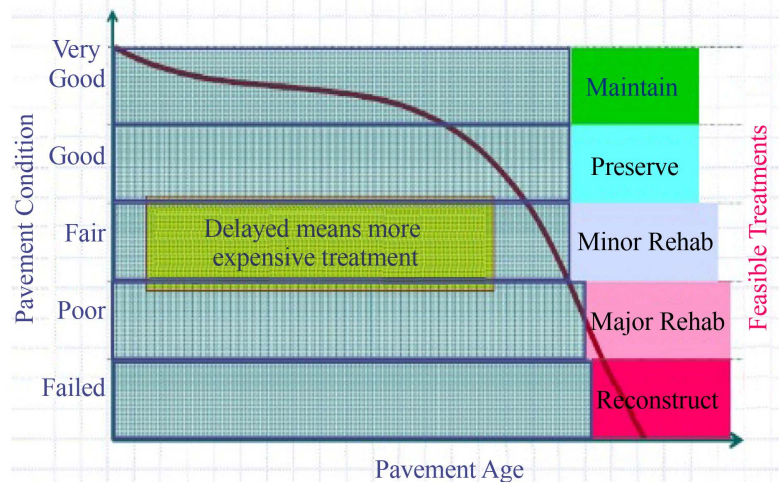 Very
Good
Good
Fair
Poor
Failed
Pavement Condition
Maintain
Preserve
Minor Rehab
Major Rehab
Reconstruct
Delayed means more
expensive treatment
Feasible Treatments
Pavement Age